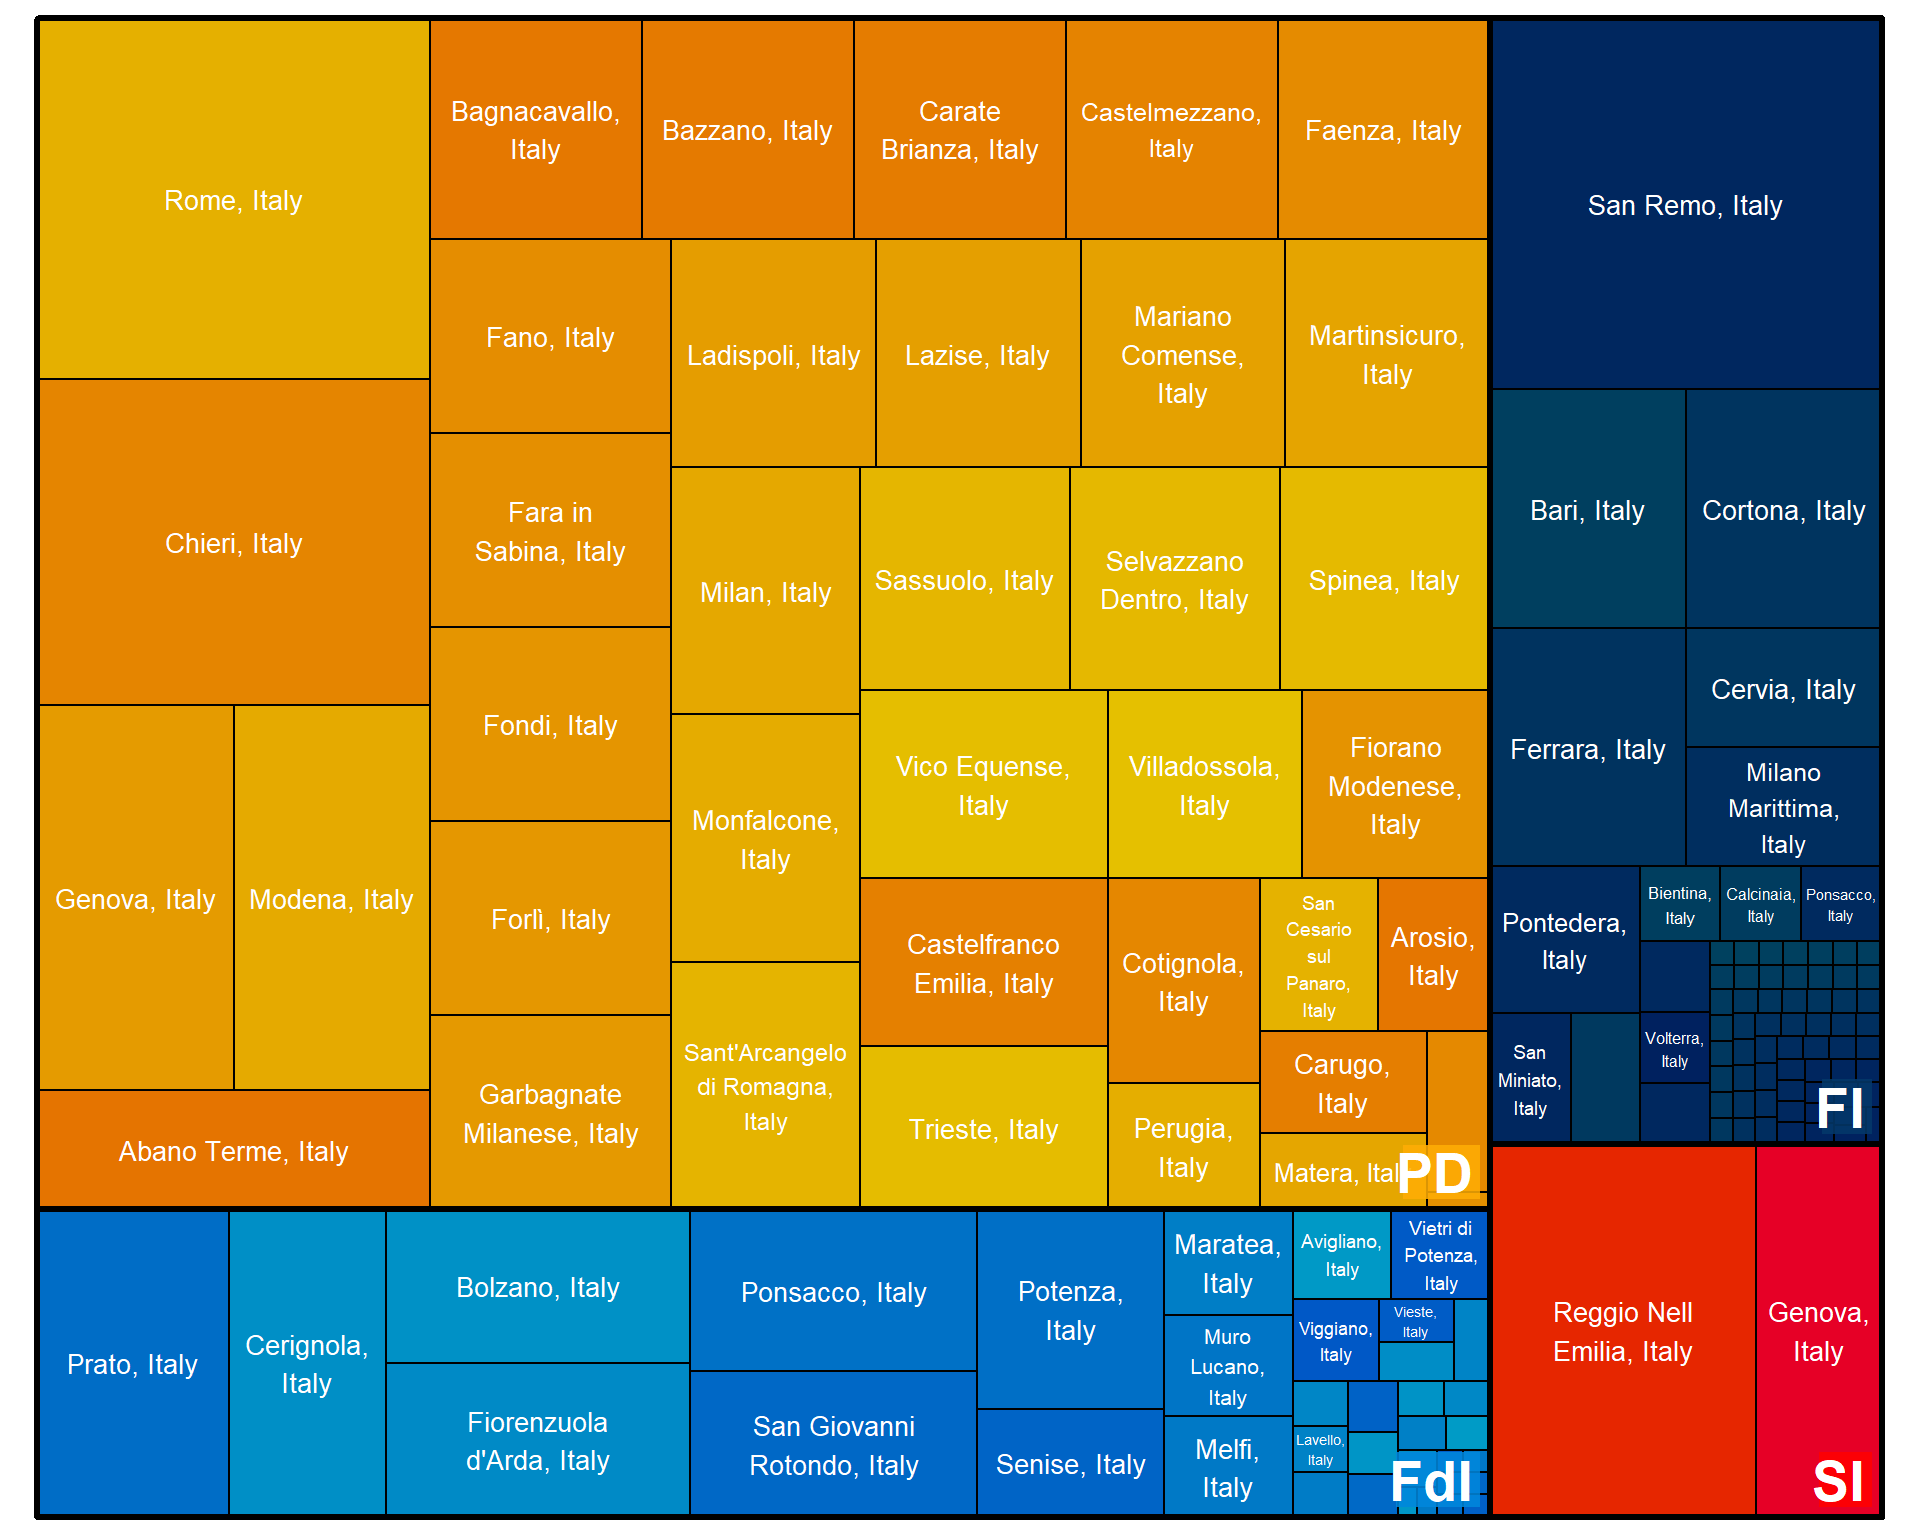 Rome, Italy
Chieri, Italy
Genova, Italy
Modena, Italy
Abano Terme, Italy
Bagnacavallo,
Italy
Bazzano, Italy
Carate
Brianza, Italy
Castelmezzano,
Italy
Faenza, Italy
Fano, Italy
Fara in
Sabina, Italy
Fondi, Italy
Forlì, Italy
Garbagnate
Milanese, Italy
Ladispoli, Italy
Lazise, Italy
Mariano
Comense,
Italy
Martinsicuro,
Italy
Milan, Italy
Monfalcone,
Italy
Sant'Arcangelo
di Romagna,
Italy
Sassuolo, Italy
Selvazzano
Dentro, Italy
Spinea, Italy
Vico Equense,
Italy
Villadossola,
Italy
Fiorano
Modenese,
Italy
Castelfranco
Emilia, Italy
Trieste, Italy
Cotignola,
Italy
Perugia,
Italy
San
Cesario
sul
Panaro,
Italy
Arosio,
Italy
Carugo,
Italy
Matera, Ital
PD
San Remo, Italy
Bari, Italy
Cortona, Italy
Ferrara, Italy
Cervia, Italy
Milano
Marittima,
Italy
Pontedera,
Italy
Bientina,
Italy
Calcinaia,
Italy
Ponsacco,
Italy
San
Miniato,
Italy
Volterra,
Italy
FI
Prato, Italy
Cerignola,
Italy
Bolzano, Italy
Fiorenzuola
d'Arda, Italy
Ponsacco, Italy
San Giovanni
Rotondo, Italy
Potenza,
Italy
Senise, Italy
Maratea,
Italy
Muro
Lucano,
Italy
Melfi,
Italy
Avigliano,
Italy
Vietri di
Potenza,
Italy
Viggiano,
Italy
Vieste,
Italy
Lavello,
Italy
FdI
Reggio Nell
Emilia, Italy
Genova,
Italy
SI